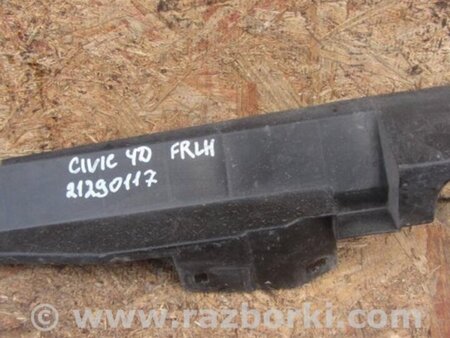 CIVIC 4D FRLH
21290117
© www.razborki.com